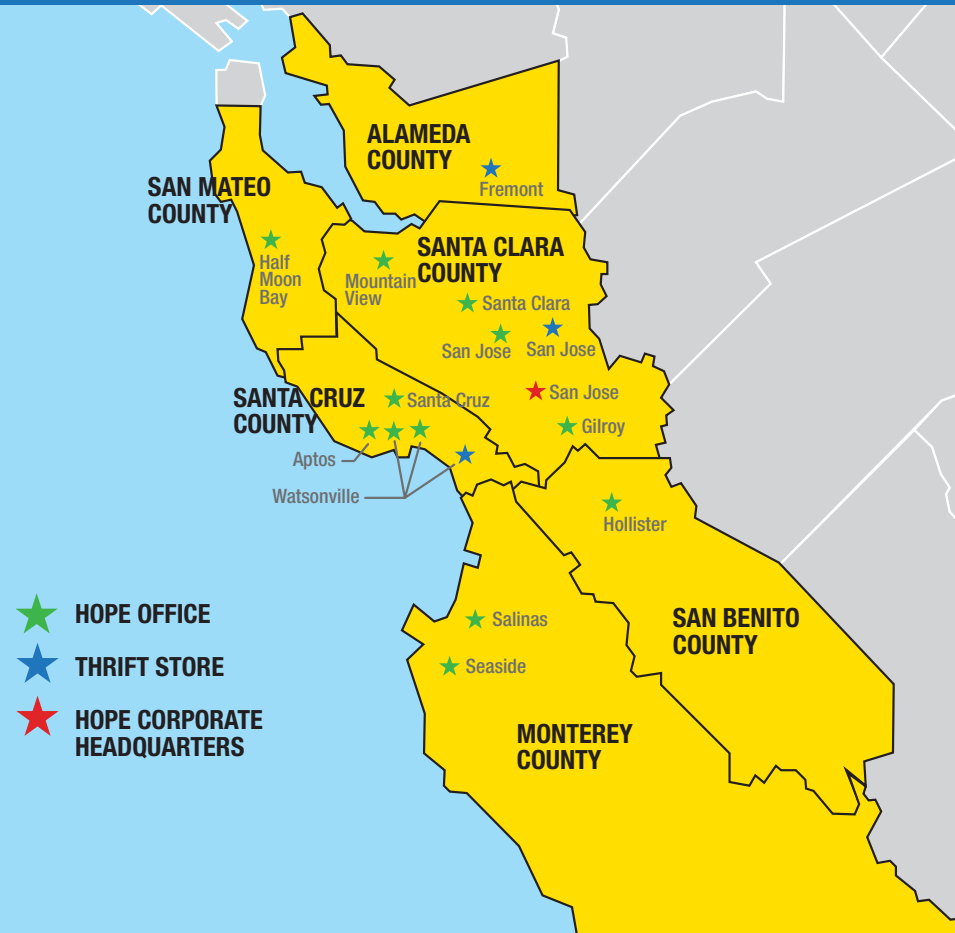 ALAMEDA
COUNTY
Fremont
SAN MATEO
COUNTY
Half
Moon
Bay
SANTA CLARA
COUNTY
Mountain
View
Santa Clara
San Jose
San Jose
San Jose
Gilroy
SANTA CRUZ
COUNTY
Santa Cruz
Aptos
Watsonville
Hollister
SAN BENITO
COUNTY
Salinas
Seaside
MONTEREY
COUNTY
HOPE OFFICE
THRIFT STORE
HOPE CORPORATE
HEADQUARTERS